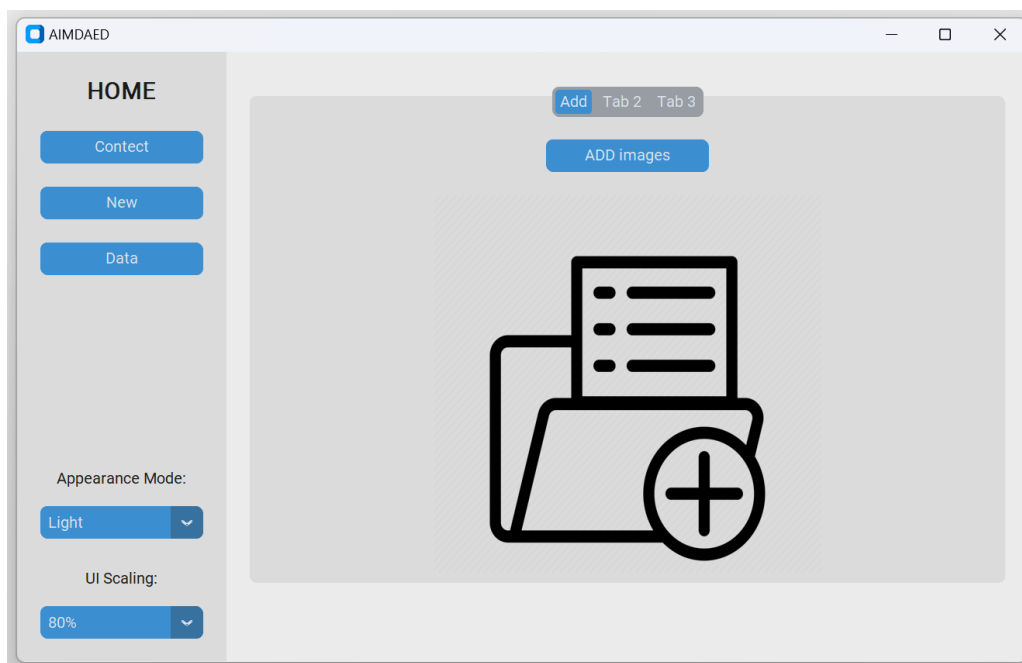 AIMDAED
HOME
Contect
New
Data
Appearance Mode:
Light
UI Scaling:
80%
Add Tab 2 Tab 3
ADD images